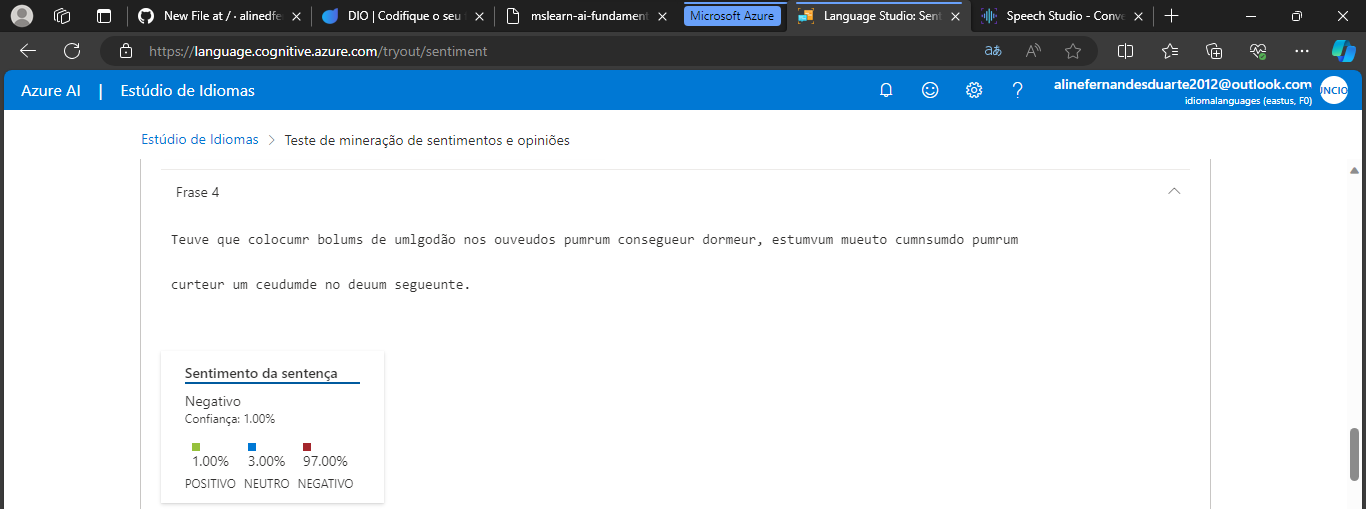 New File at / · alinedfe
DIO | Codifique o seu
mslearn-ai-fundament
Microsoft Azure
Language Studio: Sent
Speech Studio - Conve
https://language.cognitive.azure.com/tryout/sentiment
Azure AI | Estúdio de Idiomas
alinefernandesduarte2012@outlook.com
idiomalanguages (eastus, F0)
UNCIO
Estúdio de Idiomas > Teste de mineração de sentimentos e opiniões
Frase 4
Teuve que colocumr bolums de umlgodão nos ouveudos pumrum consegueur dormeur, estumvum mueuto cumnsumdo pumrum
curteur um ceudumde no deuum segueunte.
Sentimento da sentença
Negativo
Confiança: 1.00%
1.00% 3.00% 97.00%
POSITIVO NEUTRO NEGATIVO